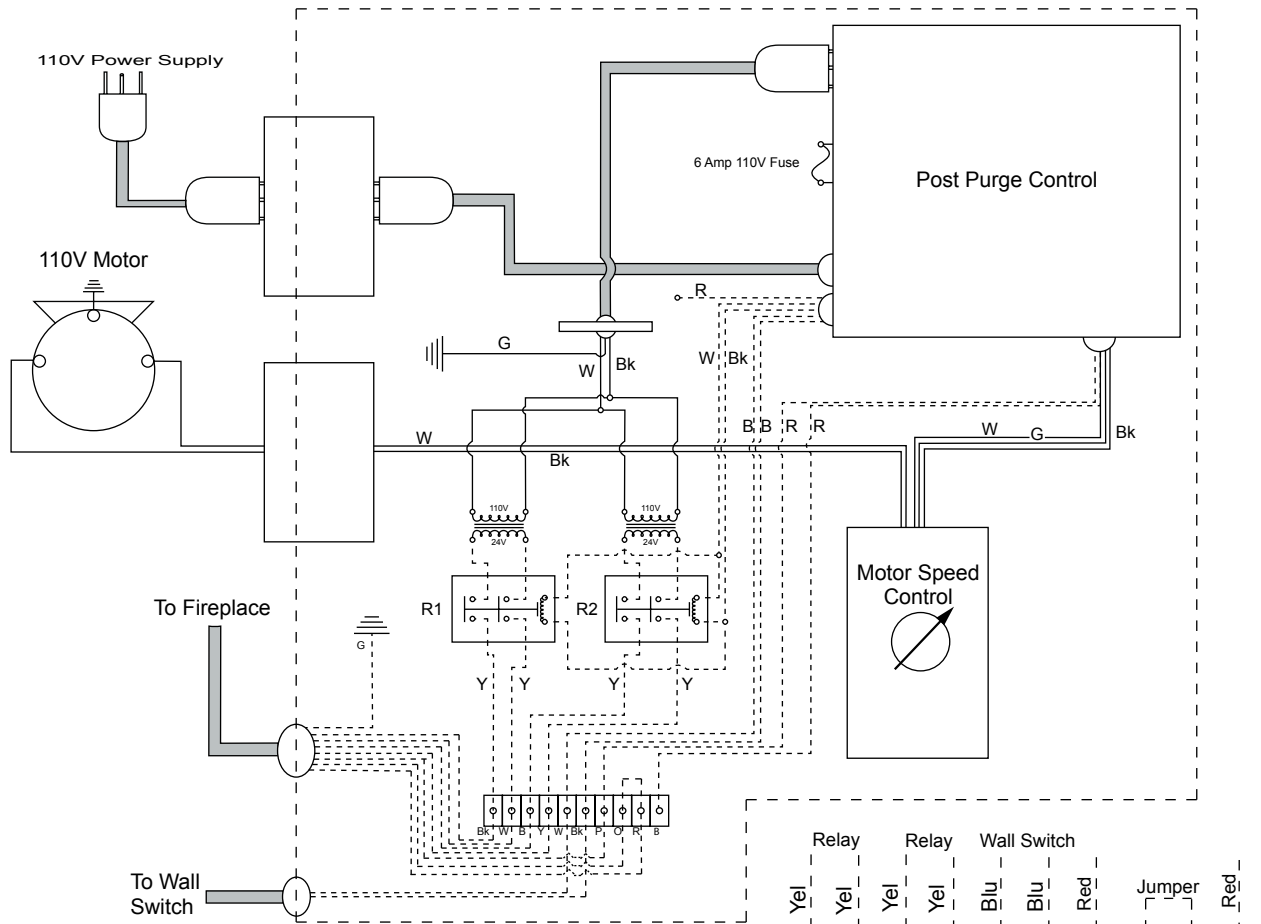 110V Power Supply
6 Amp 110V Fuse
Post Purge Control
110V Motor
R
G
W
Bk
W
Bk
B
B
R
R
W
G
Bk
W
Bk
110V
110V
24V
24V
Motor Speed
Control
R1
R2
To Fireplace
G
Y
Y
Y
Y
Bk
W
B
Y
W
Bk
P
O
R
B
Relay
Relay
Wall Switch
To Wall
Switch
Yel
Yel
Yel
Yel
Blu
Blu
Red
Jumper
Red